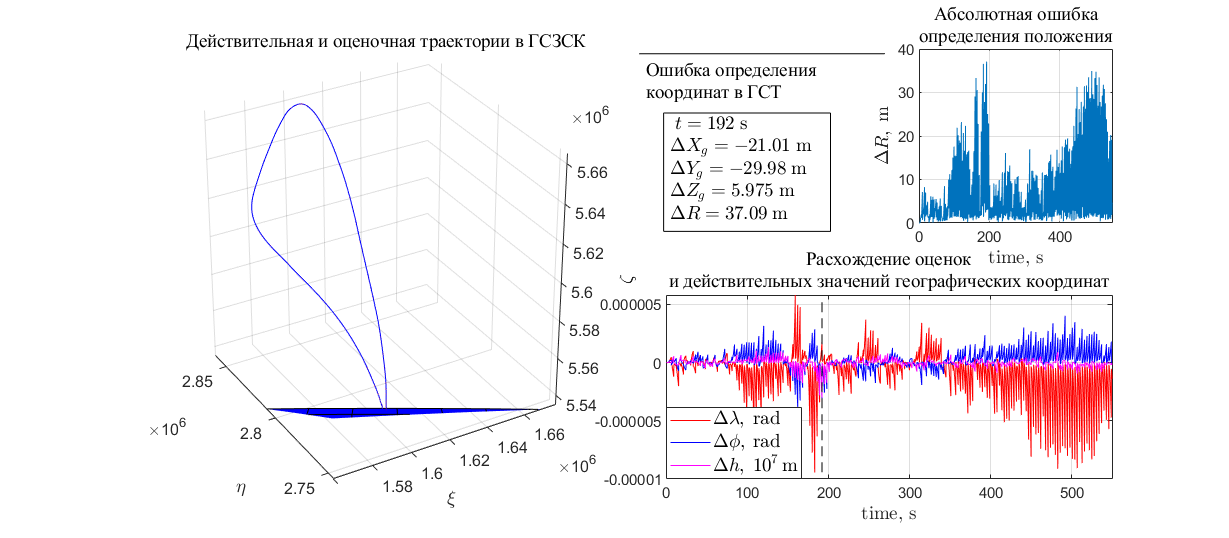 Действительная и оценочная траектории в ГСЗСК
×10⁶
5.66
5.64
5.62
5.6
5.58
5.56
5.54
ζ
2.85
2.8
2.75
×10⁶
η
1.58
1.6
1.62
1.64
1.66
×10⁶
ξ
Ошибка определения
координат в ГСТ
t = 192 s
ΔX_g = −21.01 m
ΔY_g = −29.98 m
ΔZ_g = 5.975 m
ΔR = 37.09 m
Абсолютная ошибка
определения положения
ΔR, m
40
30
20
10
0
0 200 400
time, s
Расхождение оценок
и действительных значений географических координат
0.000005
0
-0.000005
-0.00001
Δλ, rad
Δϕ, rad
Δh, 10⁷ m
0 100 200 300 400 500
time, s